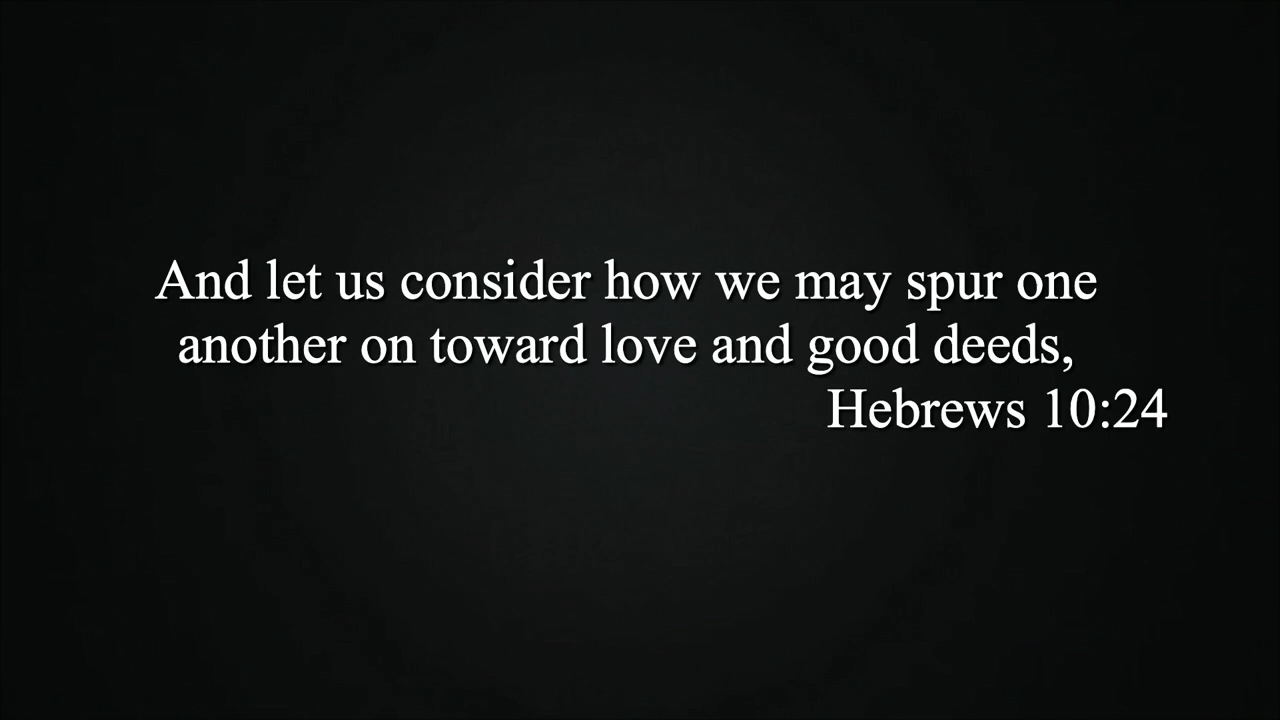 And let us consider how we may spur one
another on toward love and good deeds,
Hebrews 10:24